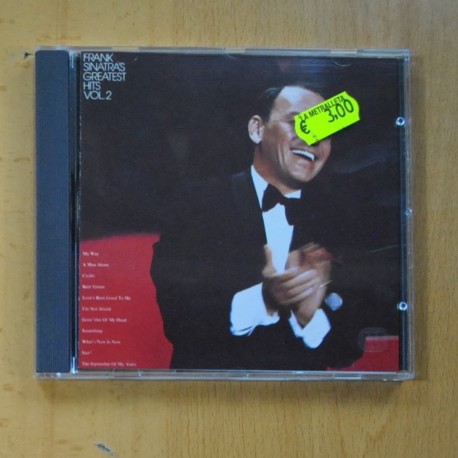 FRANK
SINATRA'S
GREATEST
HITS
VOL.2
LA METRALLETA
€ 3,00
My Way
A Man Alone
Cycles
Bein' Green
Love's Been Good To Me
I'm Not Afraid
Goin' Out Of My Head
Something
What's Now Is Now
Star!
The September Of My Years